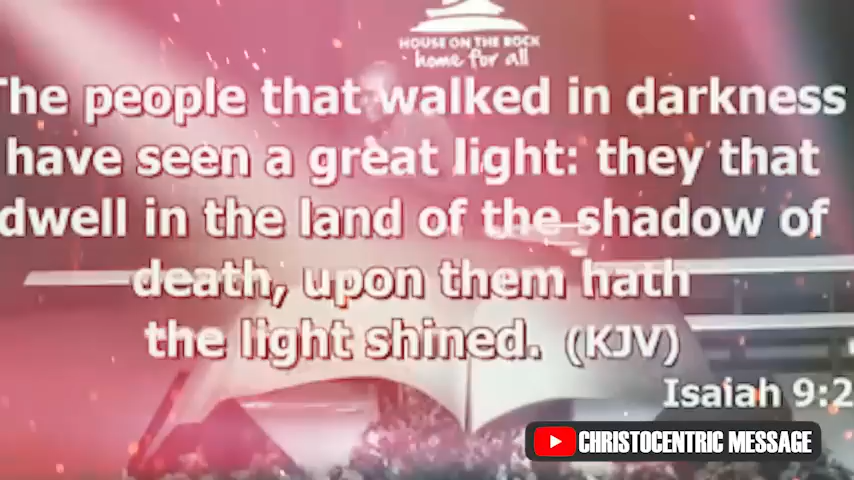 HOUSE ON THE ROCK
home for all
The people that walked in darkness
have seen a great light: they that
dwell in the land of the shadow of
death, upon them hath
the light shined. (KJV)
Isaiah 9:2
CHRISTOCENTRIC MESSAGE